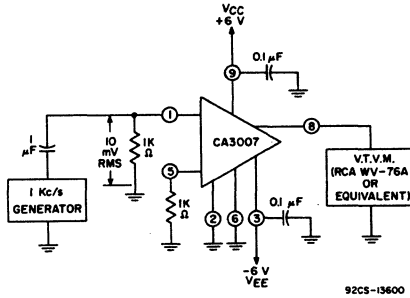 VCC
+6 V
0.1 μF
9
1
8
1 μF
10 mV RMS
1K Ω
CA3007
5
1 Kc/s GENERATOR
1K Ω
2
6
3
0.1 μF
V.T.V.M.
(RCA WV-76A
OR
EQUIVALENT)
-6 V
VEE
92CS-13600